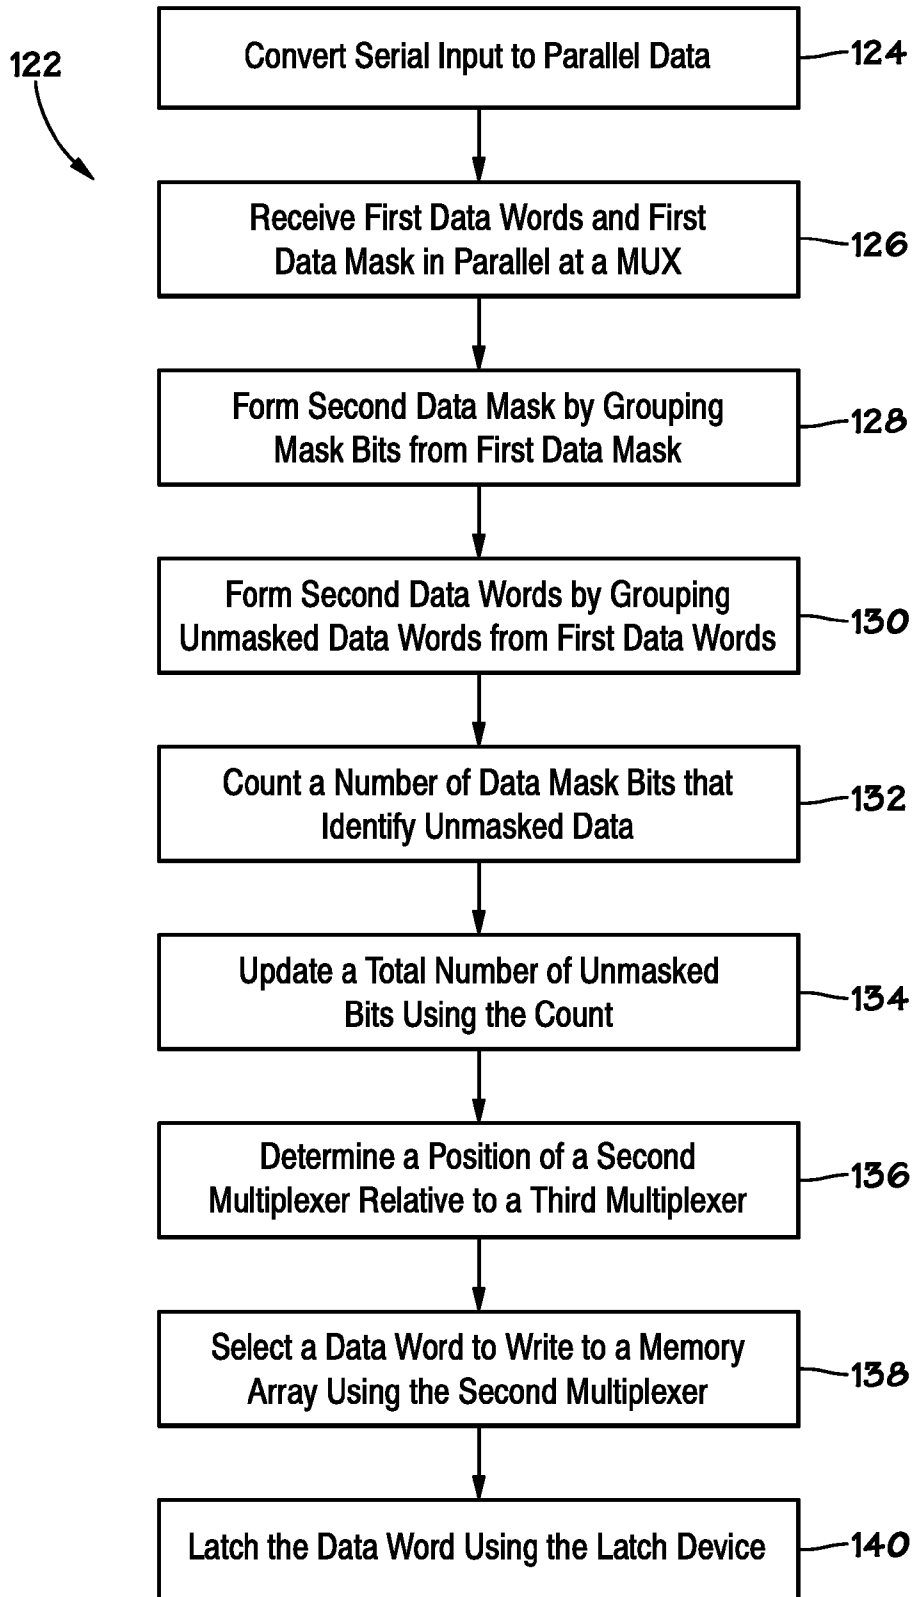 Convert Serial Input to Parallel Data
124
122
Receive First Data Words and First
Data Mask in Parallel at a MUX
126
Form Second Data Mask by Grouping
Mask Bits from First Data Mask
128
Form Second Data Words by Grouping
Unmasked Data Words from First Data Words
130
Count a Number of Data Mask Bits that
Identify Unmasked Data
132
Update a Total Number of Unmasked
Bits Using the Count
134
Determine a Position of a Second
Multiplexer Relative to a Third Multiplexer
136
Select a Data Word to Write to a Memory
Array Using the Second Multiplexer
138
Latch the Data Word Using the Latch Device
140